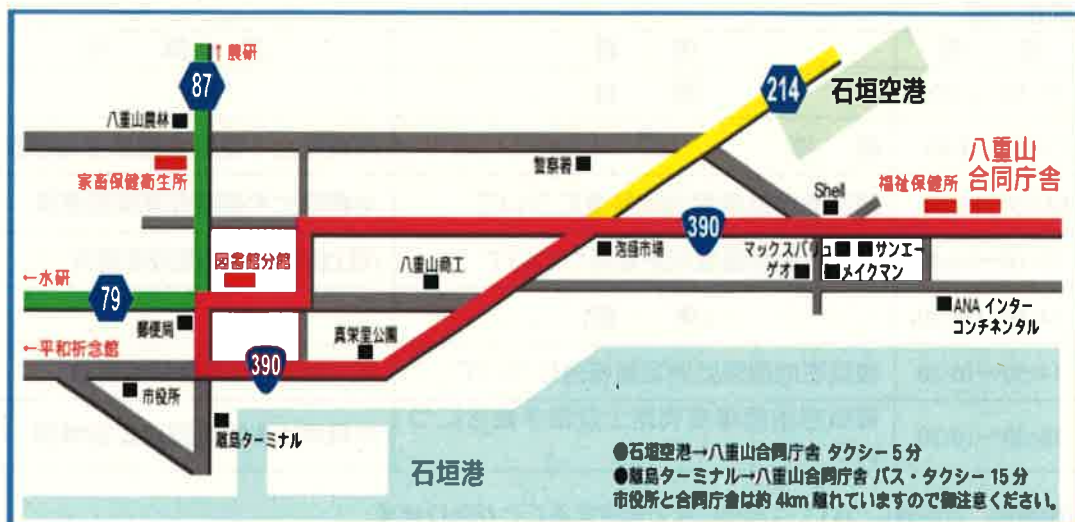 ↑農研
87
214
石垣空港
八重山農林
警察署
家畜保健衛生所
Shell
福祉保健所
八重山
合同庁舎
390
図書館分館
八重山商工
泡盛市場
マックスバリュ
サンエー
ゲオ
メイクマン
←水研
79
郵便局
真栄里公園
ANA インター
コンチネンタル
←平和祈念館
390
市役所
離島ターミナル
石垣港
●石垣空港→八重山合同庁舎 タクシー5分
●離島ターミナル→八重山合同庁舎 バス・タクシー 15分
市役所と合同庁舎は約4km離れていますので御注意ください。